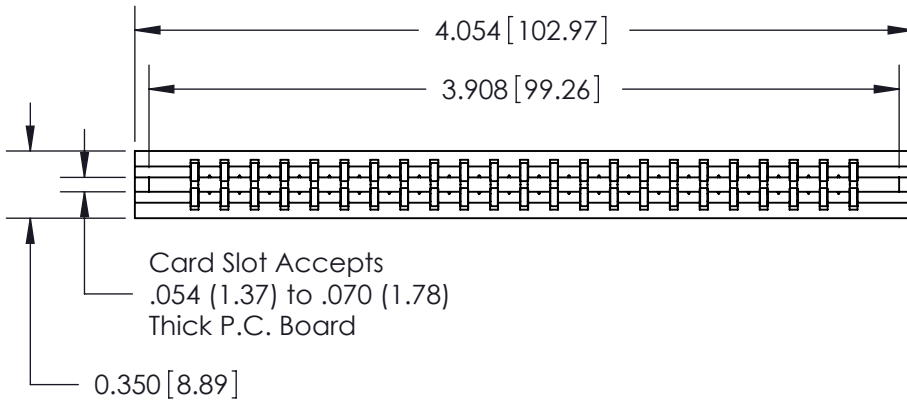 4.054 [102.97]
3.908 [99.26]
Card Slot Accepts
.054 (1.37) to .070 (1.78)
Thick P.C. Board
0.350 [8.89]